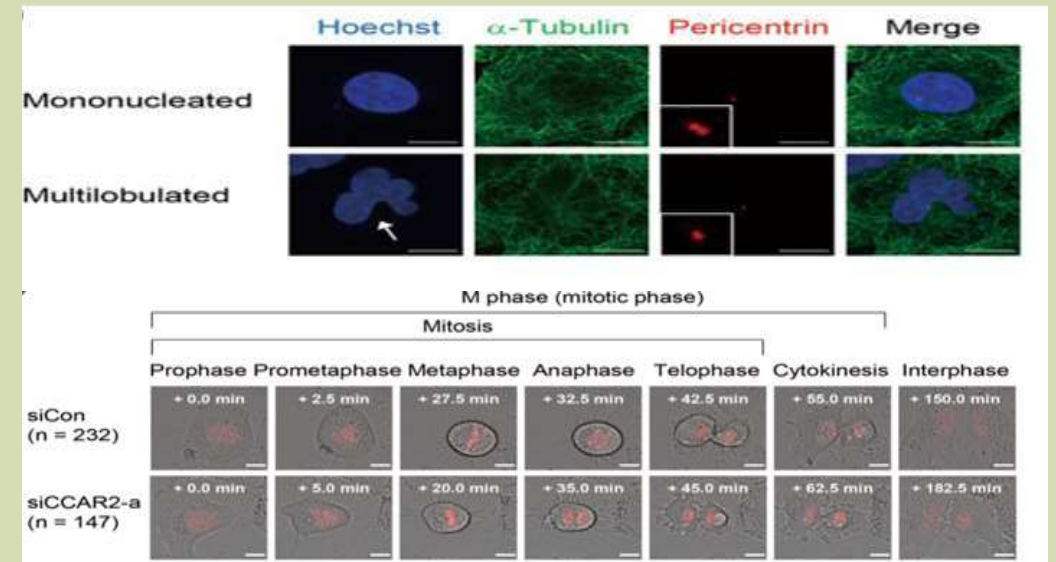 Hoechst α-Tubulin Pericentrin Merge
Mononucleated
Multilobulated
M phase (mitotic phase)
Mitosis
Prophase Prometaphase Metaphase Anaphase Telophase Cytokinesis Interphase
siCon
(n = 232)
+ 0.0 min + 2.5 min + 27.5 min + 32.5 min + 42.5 min + 55.0 min + 150.0 min
siCCAR2-a
(n = 147)
+ 0.0 min + 5.0 min + 20.0 min + 35.0 min + 45.0 min + 62.5 min + 182.5 min